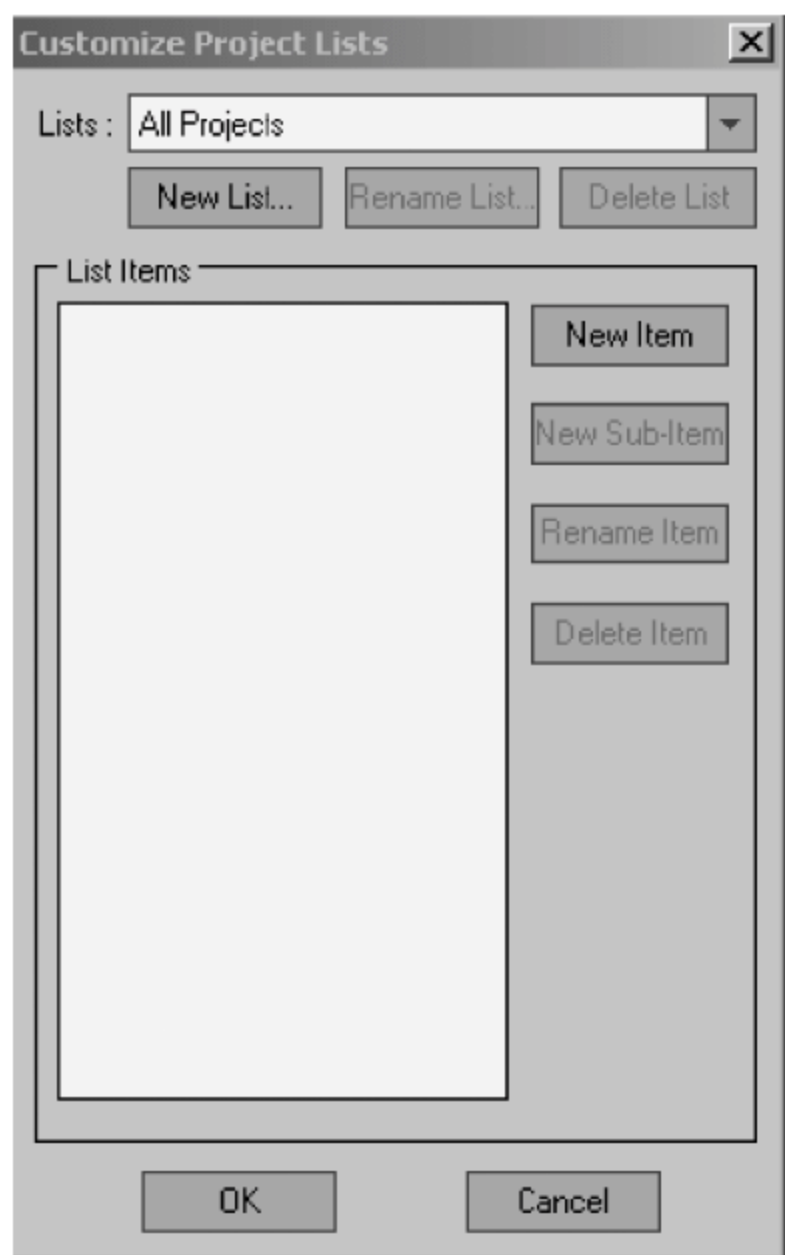 Customize Project Lists
Lists : All Projects
New List... Rename List... Delete List
List Items
New Item
New Sub-Item
Rename Item
Delete Item
OK Cancel